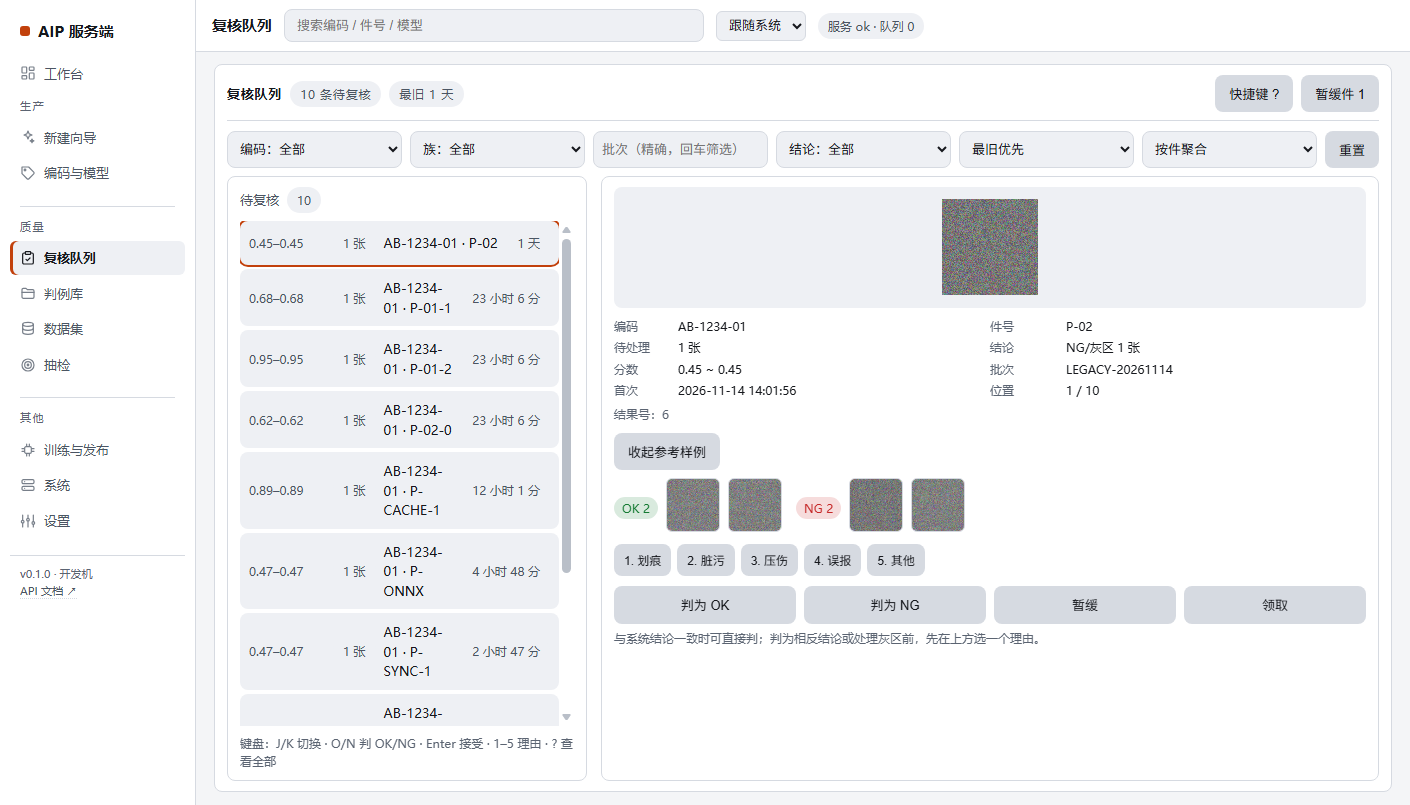 AIP 服务端
工作台
生产
新建向导
编码与模型
质量
复核队列
判例库
数据集
抽检
其他
训练与发布
系统
设置
v0.1.0 · 开发机
API 文档 ↗
复核队列
搜索编码 / 件号 / 模型
跟随系统
服务 ok · 队列 0
复核队列
10 条待复核
最旧 1 天
快捷键 ?
暂缓件 1
编码：全部
族：全部
批次（精确，回车筛选）
结论：全部
最旧优先
按件聚合
重置
待复核 10
0.45–0.45 1 张 AB-1234-01 · P-02 1 天
0.68–0.68 1 张 AB-1234-
01 · P-01-1 23 小时 6 分
0.95–0.95 1 张 AB-1234-
01 · P-01-2 23 小时 6 分
0.62–0.62 1 张 AB-1234-
01 · P-02-0 23 小时 6 分
0.89–0.89 1 张 AB-1234-
01 · P-
CACHE-1 12 小时 1 分
0.47–0.47 1 张 AB-1234-
01 · P-
ONNX 4 小时 48 分
0.47–0.47 1 张 AB-1234-
01 · P-
SYNC-1 2 小时 47 分
AB-1234-
键盘：J/K 切换 · O/N 判 OK/NG · Enter 接受 · 1–5 理由 · ? 查
看全部
编码 AB-1234-01 件号 P-02
待处理 1 张 结论 NG/灰区 1 张
分数 0.45 ~ 0.45 批次 LEGACY-20261114
首次 2026-11-14 14:01:56 位置 1 / 10
结果号：6
收起参考样例
OK 2
NG 2
1. 划痕
2. 脏污
3. 压伤
4. 误报
5. 其他
判为 OK
判为 NG
暂缓
领取
与系统结论一致时可直接判；判为相反结论或处理灰区前，先在上方选一个理由。